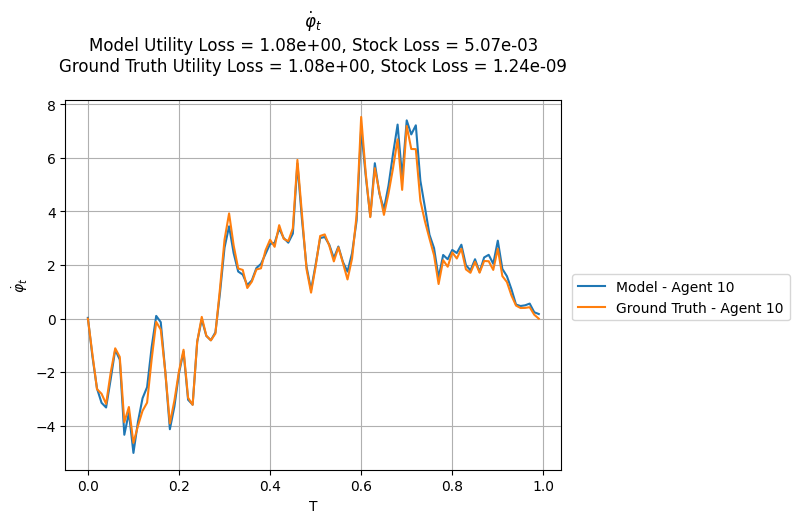 φ̇ₜ
Model Utility Loss = 1.08e+00, Stock Loss = 5.07e-03
Ground Truth Utility Loss = 1.08e+00, Stock Loss = 1.24e-09
8
6
4
2
0
−2
−4
φ̇ₜ
0.0 0.2 0.4 0.6 0.8 1.0
T
Model - Agent 10
Ground Truth - Agent 10